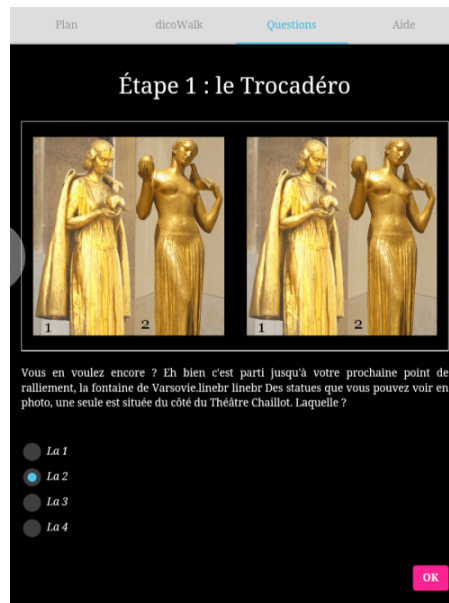 Plan dicoWalk Questions Aide
Étape 1 : le Trocadéro
1 2 1 2
Vous en voulez encore ? Eh bien c'est parti jusqu'à votre prochaine point de
ralliement, la fontaine de Varsovie.linebr linebr Des statues que vous pouvez voir en
photo, une seule est située du côté du Théâtre Chaillot. Laquelle ?
La 1
La 2
La 3
La 4
OK